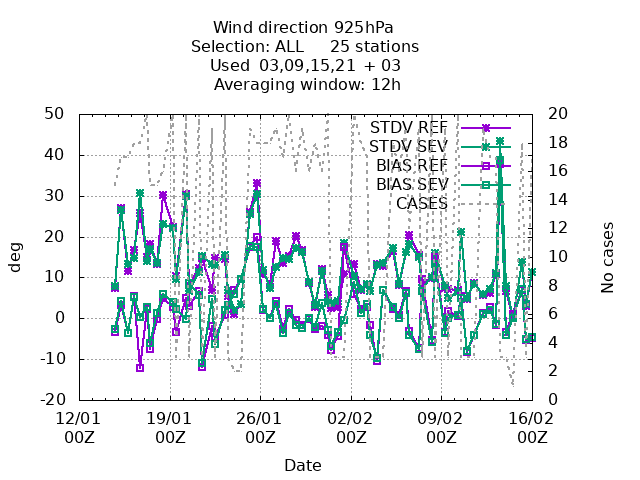 Wind direction 925hPa
Selection: ALL     25 stations
Used  03,09,15,21 + 03
Averaging window: 12h
50
40
30
20
10
0
-10
-20
deg
20
18
16
14
12
10
8
6
4
2
0
No cases
STDV REF
STDV SEV
BIAS REF
BIAS SEV
CASES
12/01 19/01 26/01 02/02 09/02 16/02
00Z 00Z 00Z 00Z 00Z 00Z
Date